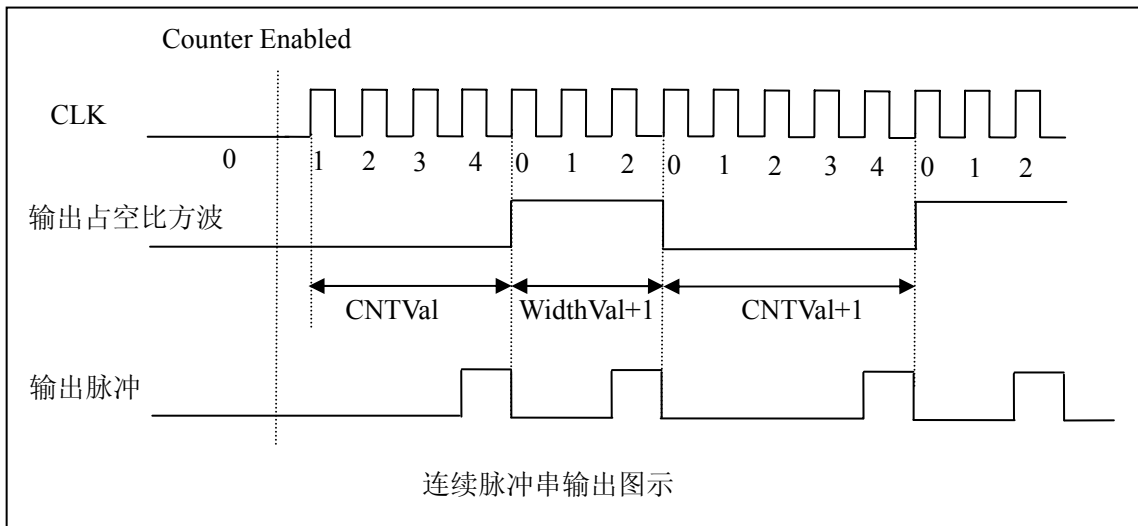 Counter Enabled
CLK
0 1 2 3 4 0 1 2 0 1 2 3 4 0 1 2
输出占空比方波
CNTVal WidthVal+1 CNTVal+1
输出脉冲
连续脉冲串输出图示